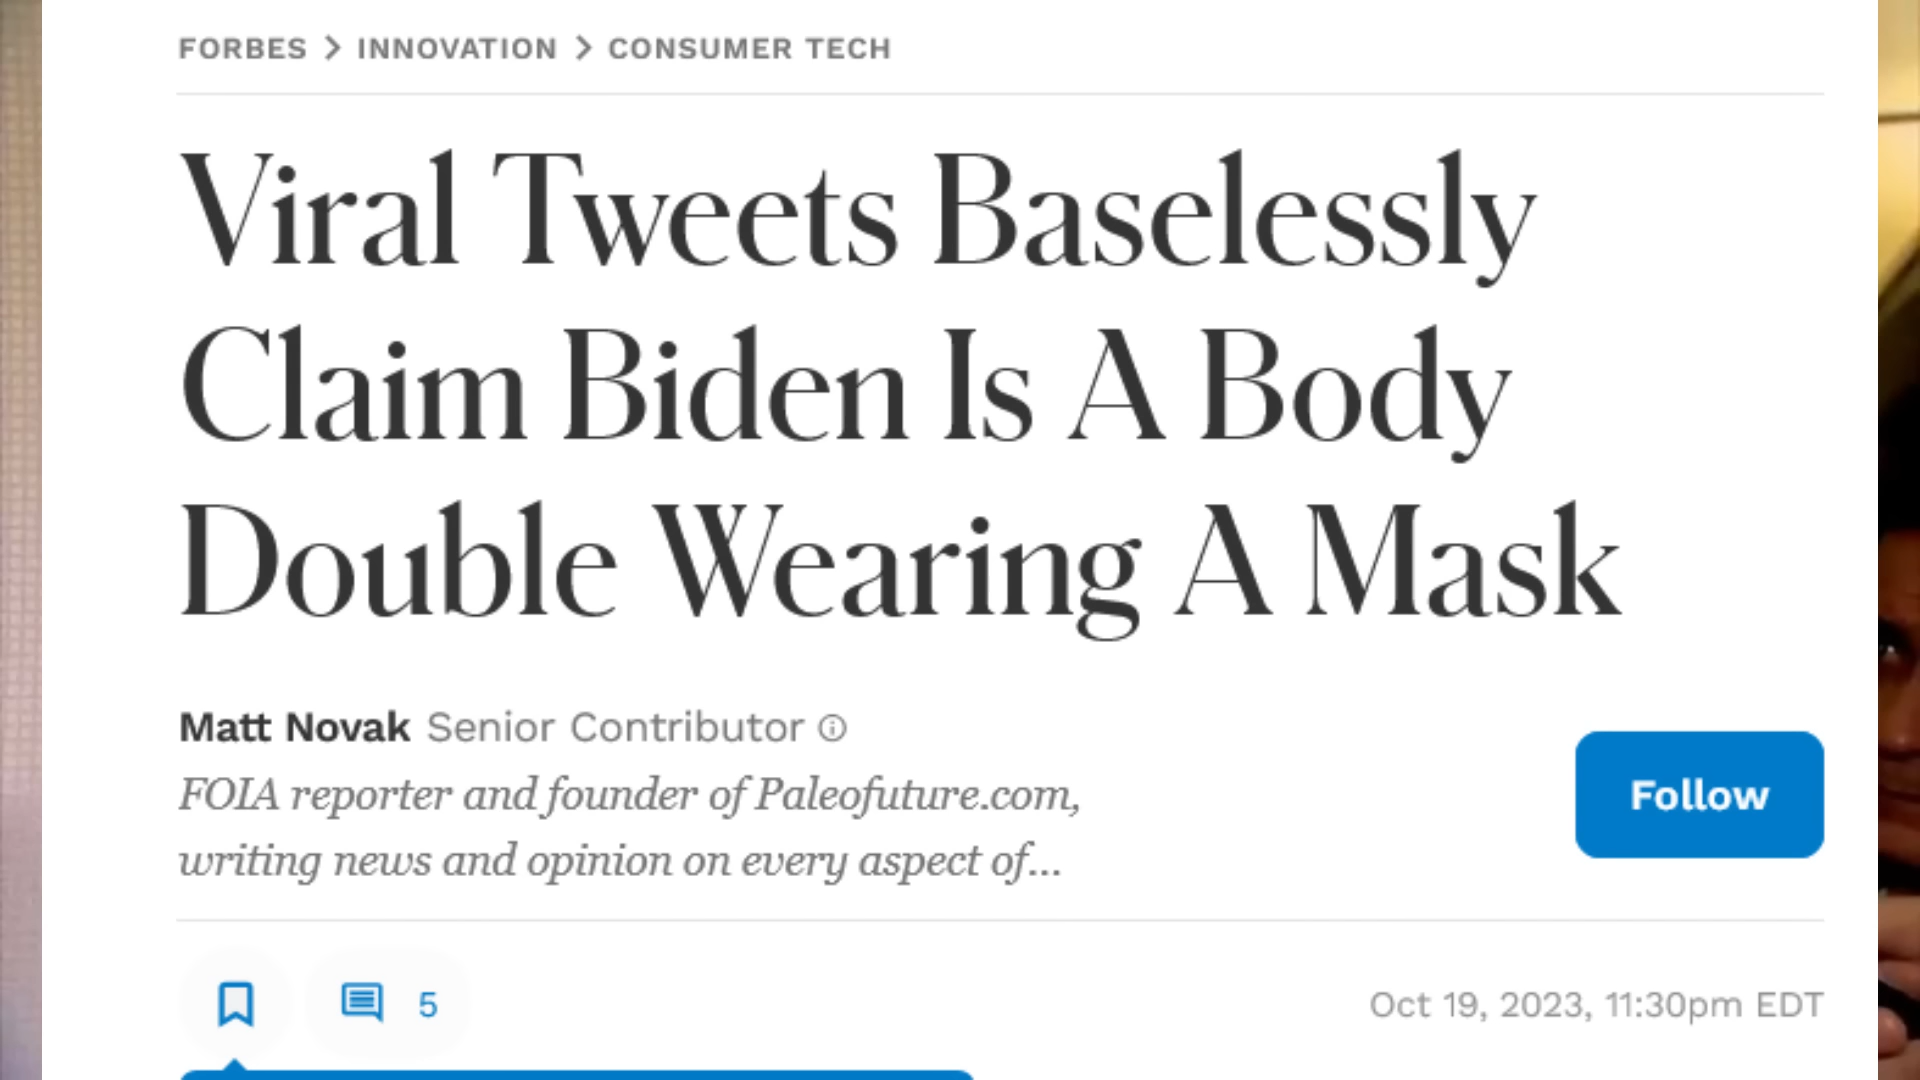 FORBES > INNOVATION > CONSUMER TECH
Viral Tweets Baselessly
Claim Biden Is A Body
Double Wearing A Mask
Matt Novak Senior Contributor
FOIA reporter and founder of Paleofuture.com,
writing news and opinion on every aspect of...
Follow
5
Oct 19, 2023, 11:30pm EDT